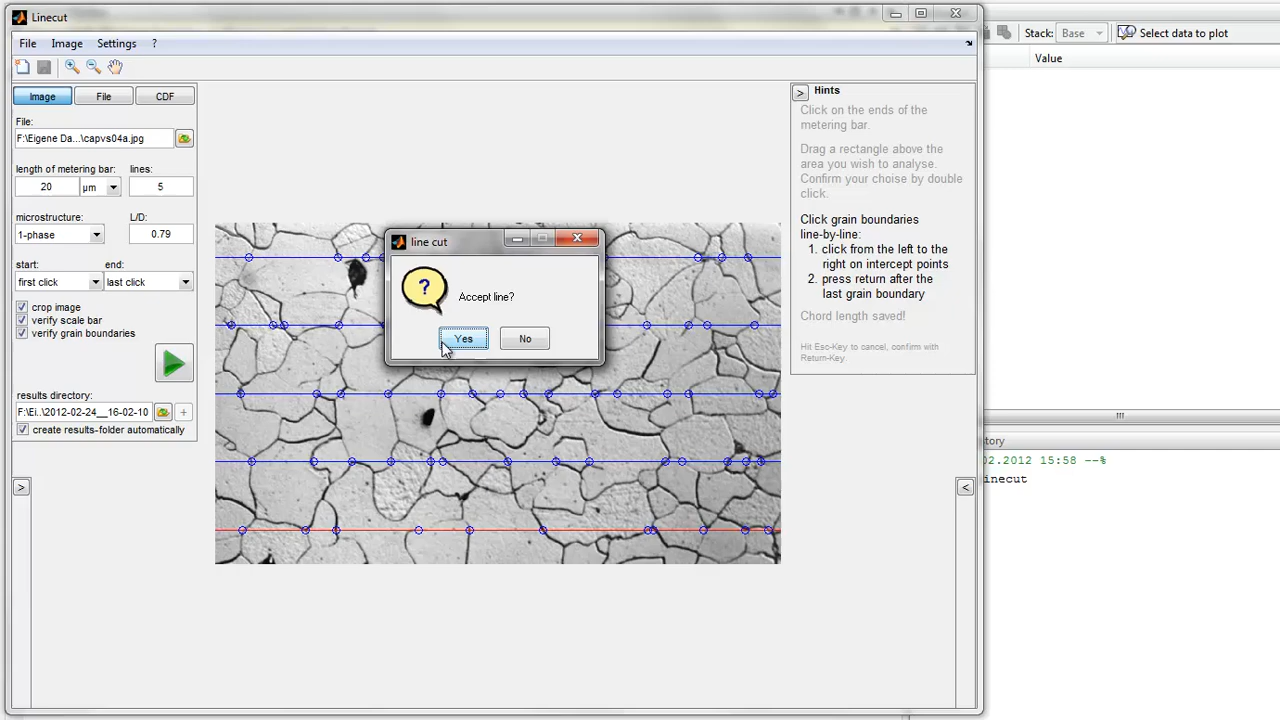 Linecut
File Image Settings ?
Stack: Base Select data to plot
Value
Image File CDF
File:
F:\Eigene Da...\capvs04a.jpg
length of metering bar: lines:
20 µm 5
microstructure: L/D:
1-phase 0.79
start: end:
first click last click
crop image
verify scale bar
verify grain boundaries
results directory:
F:\Ei..\2012-02-24__16-02-10 +
create results-folder automatically
>
line cut
?
Accept line?
Yes No
> Hints
Click on the ends of the
metering bar.
Drag a rectangle above the
area you wish to analyse.
Confirm your choise by double
click.
Click grain boundaries
line-by-line:
1. click from the left to the
right on intercept points
2. press return after the
last grain boundary
Chord length saved!
Hit Esc-Key to cancel, confirm with
Return-Key.
<
story
02.2012 15:58 --%
inecut